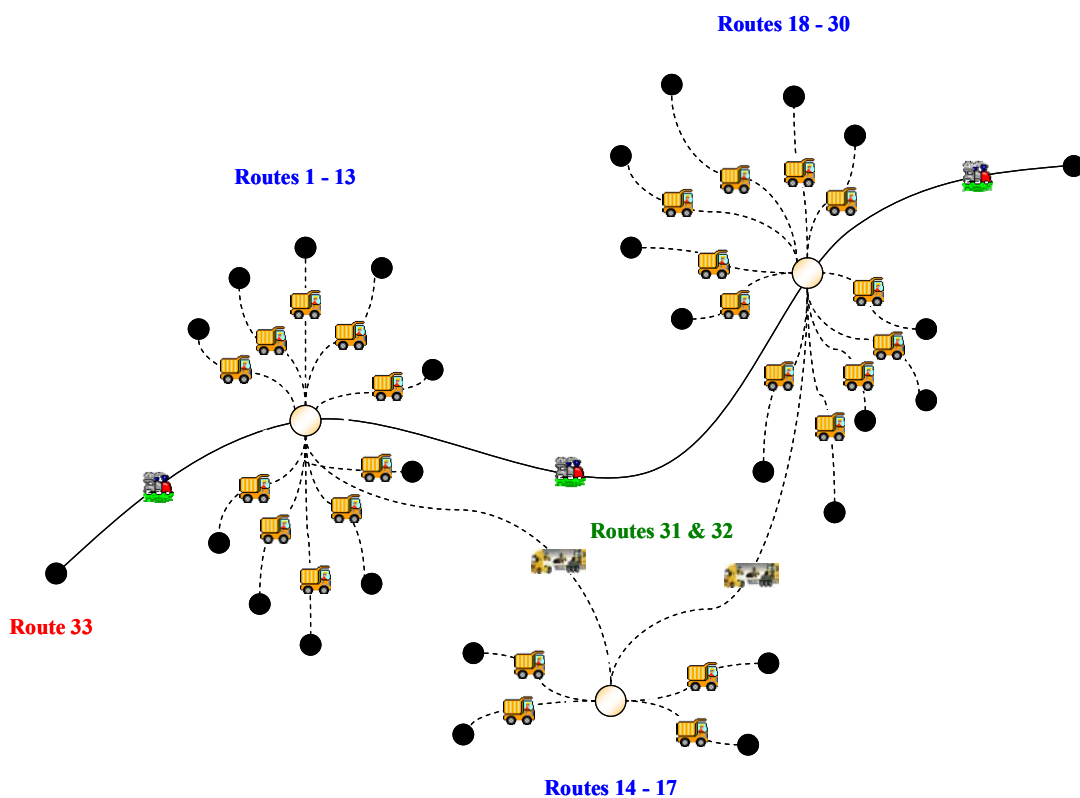 Routes 18 - 30
Routes 1 - 13
Routes 31 & 32
Route 33
Routes 14 - 17